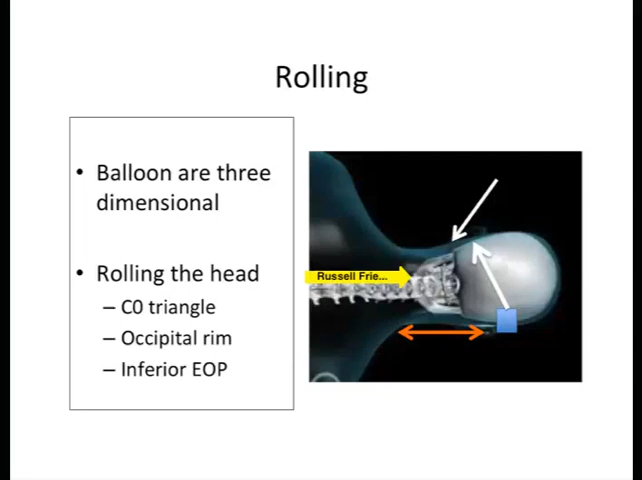 Rolling
• Balloon are three
dimensional
• Rolling the head
– C0 triangle
– Occipital rim
– Inferior EOP
Russell Frie...